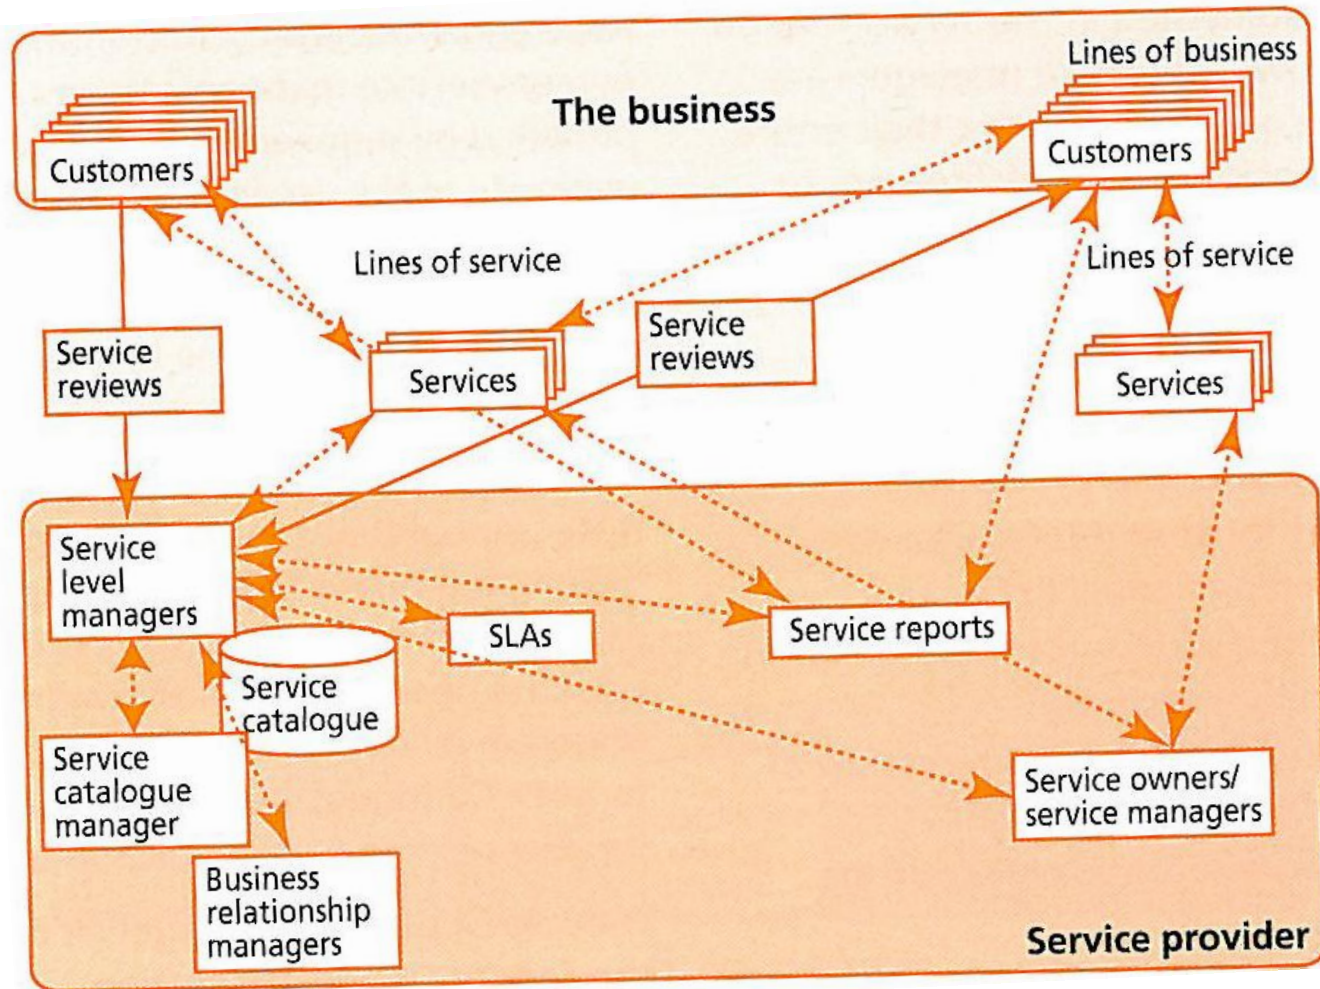 Lines of business
The business
Customers
Customers
Lines of service
Lines of service
Service
reviews
Service
reviews
Services
Services
Service
level
managers
SLAs
Service reports
Service
catalogue
Service
catalogue
manager
Service owners/
service managers
Business
relationship
managers
Service provider